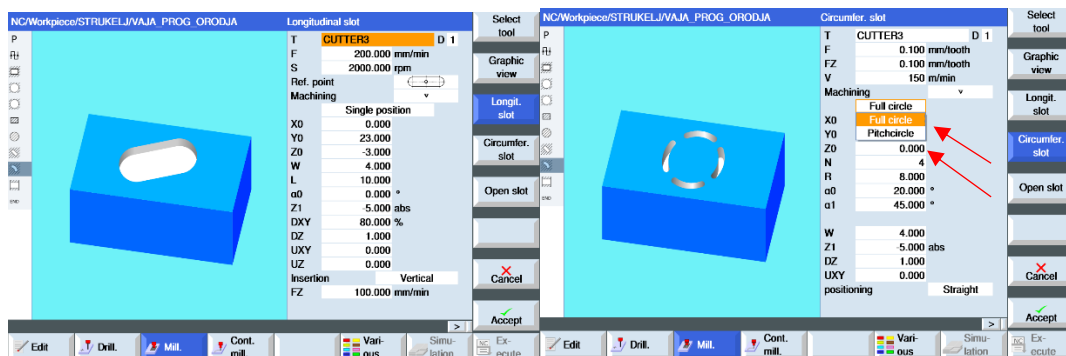 NC/Workpiece/STRUKELJ/VAJA_PROG_ORODJA
Longitudinal slot
Select tool
P
T CUTTER3 D 1
F 200.000 mm/min
S 2000.000 rpm
Ref. point
Machining v
Single position
X0 0.000
Y0 23.000
Z0 -3.000
W 4.000
L 10.000
α0 0.000 °
Z1 -5.000 abs
DXY 80.000 %
DZ 1.000
UXY 0.000
UZ 0.000
Insertion Vertical
FZ 100.000 mm/min
END
Graphic view
Longit. slot
Circumfer. slot
Open slot
Cancel
Accept
>
Edit
Drill.
Mill.
Cont. mill.
Vari-ous
Simu-lation
NC Ex-ecute
NC/Workpiece/STRUKELJ/VAJA_PROG_ORODJA
Circumfer. slot
Select tool
P
T CUTTER3 D 1
F 0.100 mm/tooth
FZ 0.100 mm/tooth
V 150 m/min
Machining v
Full circle
X0 Full circle
Y0 Pitchcircle
Z0 0.000
N 4
R 8.000
α0 20.000 °
α1 45.000 °
W 4.000
Z1 -5.000 abs
DZ 1.000
UXY 0.000
positioning Straight
END
Graphic view
Longit. slot
Circumfer. slot
Open slot
Cancel
Accept
>
Edit
Drill.
Mill.
Cont. mill.
Vari-ous
Simu-lation
NC Ex-ecute